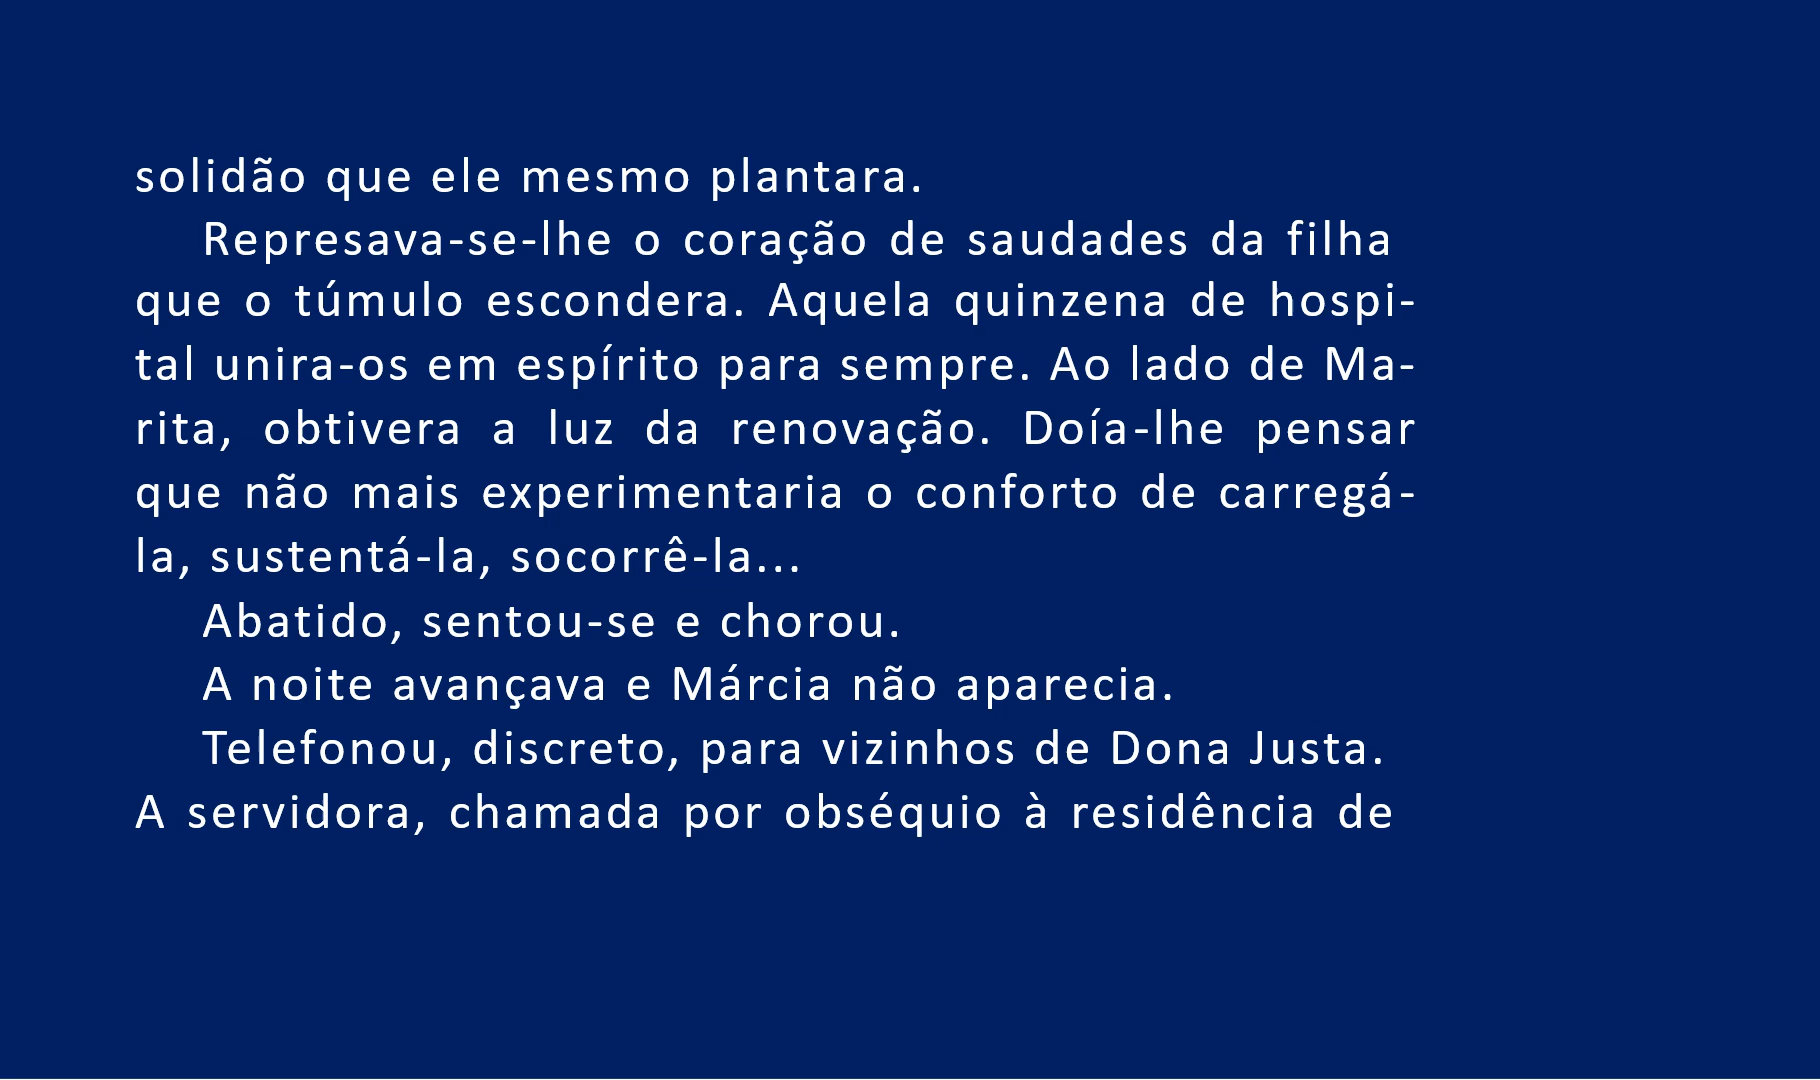 solidão que ele mesmo plantara.
Represava-se-lhe o coração de saudades da filha
que o túmulo escondera. Aquela quinzena de hospi-
tal unira-os em espírito para sempre. Ao lado de Ma-
rita, obtivera a luz da renovação. Doía-lhe pensar
que não mais experimentaria o conforto de carregá-
la, sustentá-la, socorrê-la...
Abatido, sentou-se e chorou.
A noite avançava e Márcia não aparecia.
Telefonou, discreto, para vizinhos de Dona Justa.
A servidora, chamada por obséquio à residência de